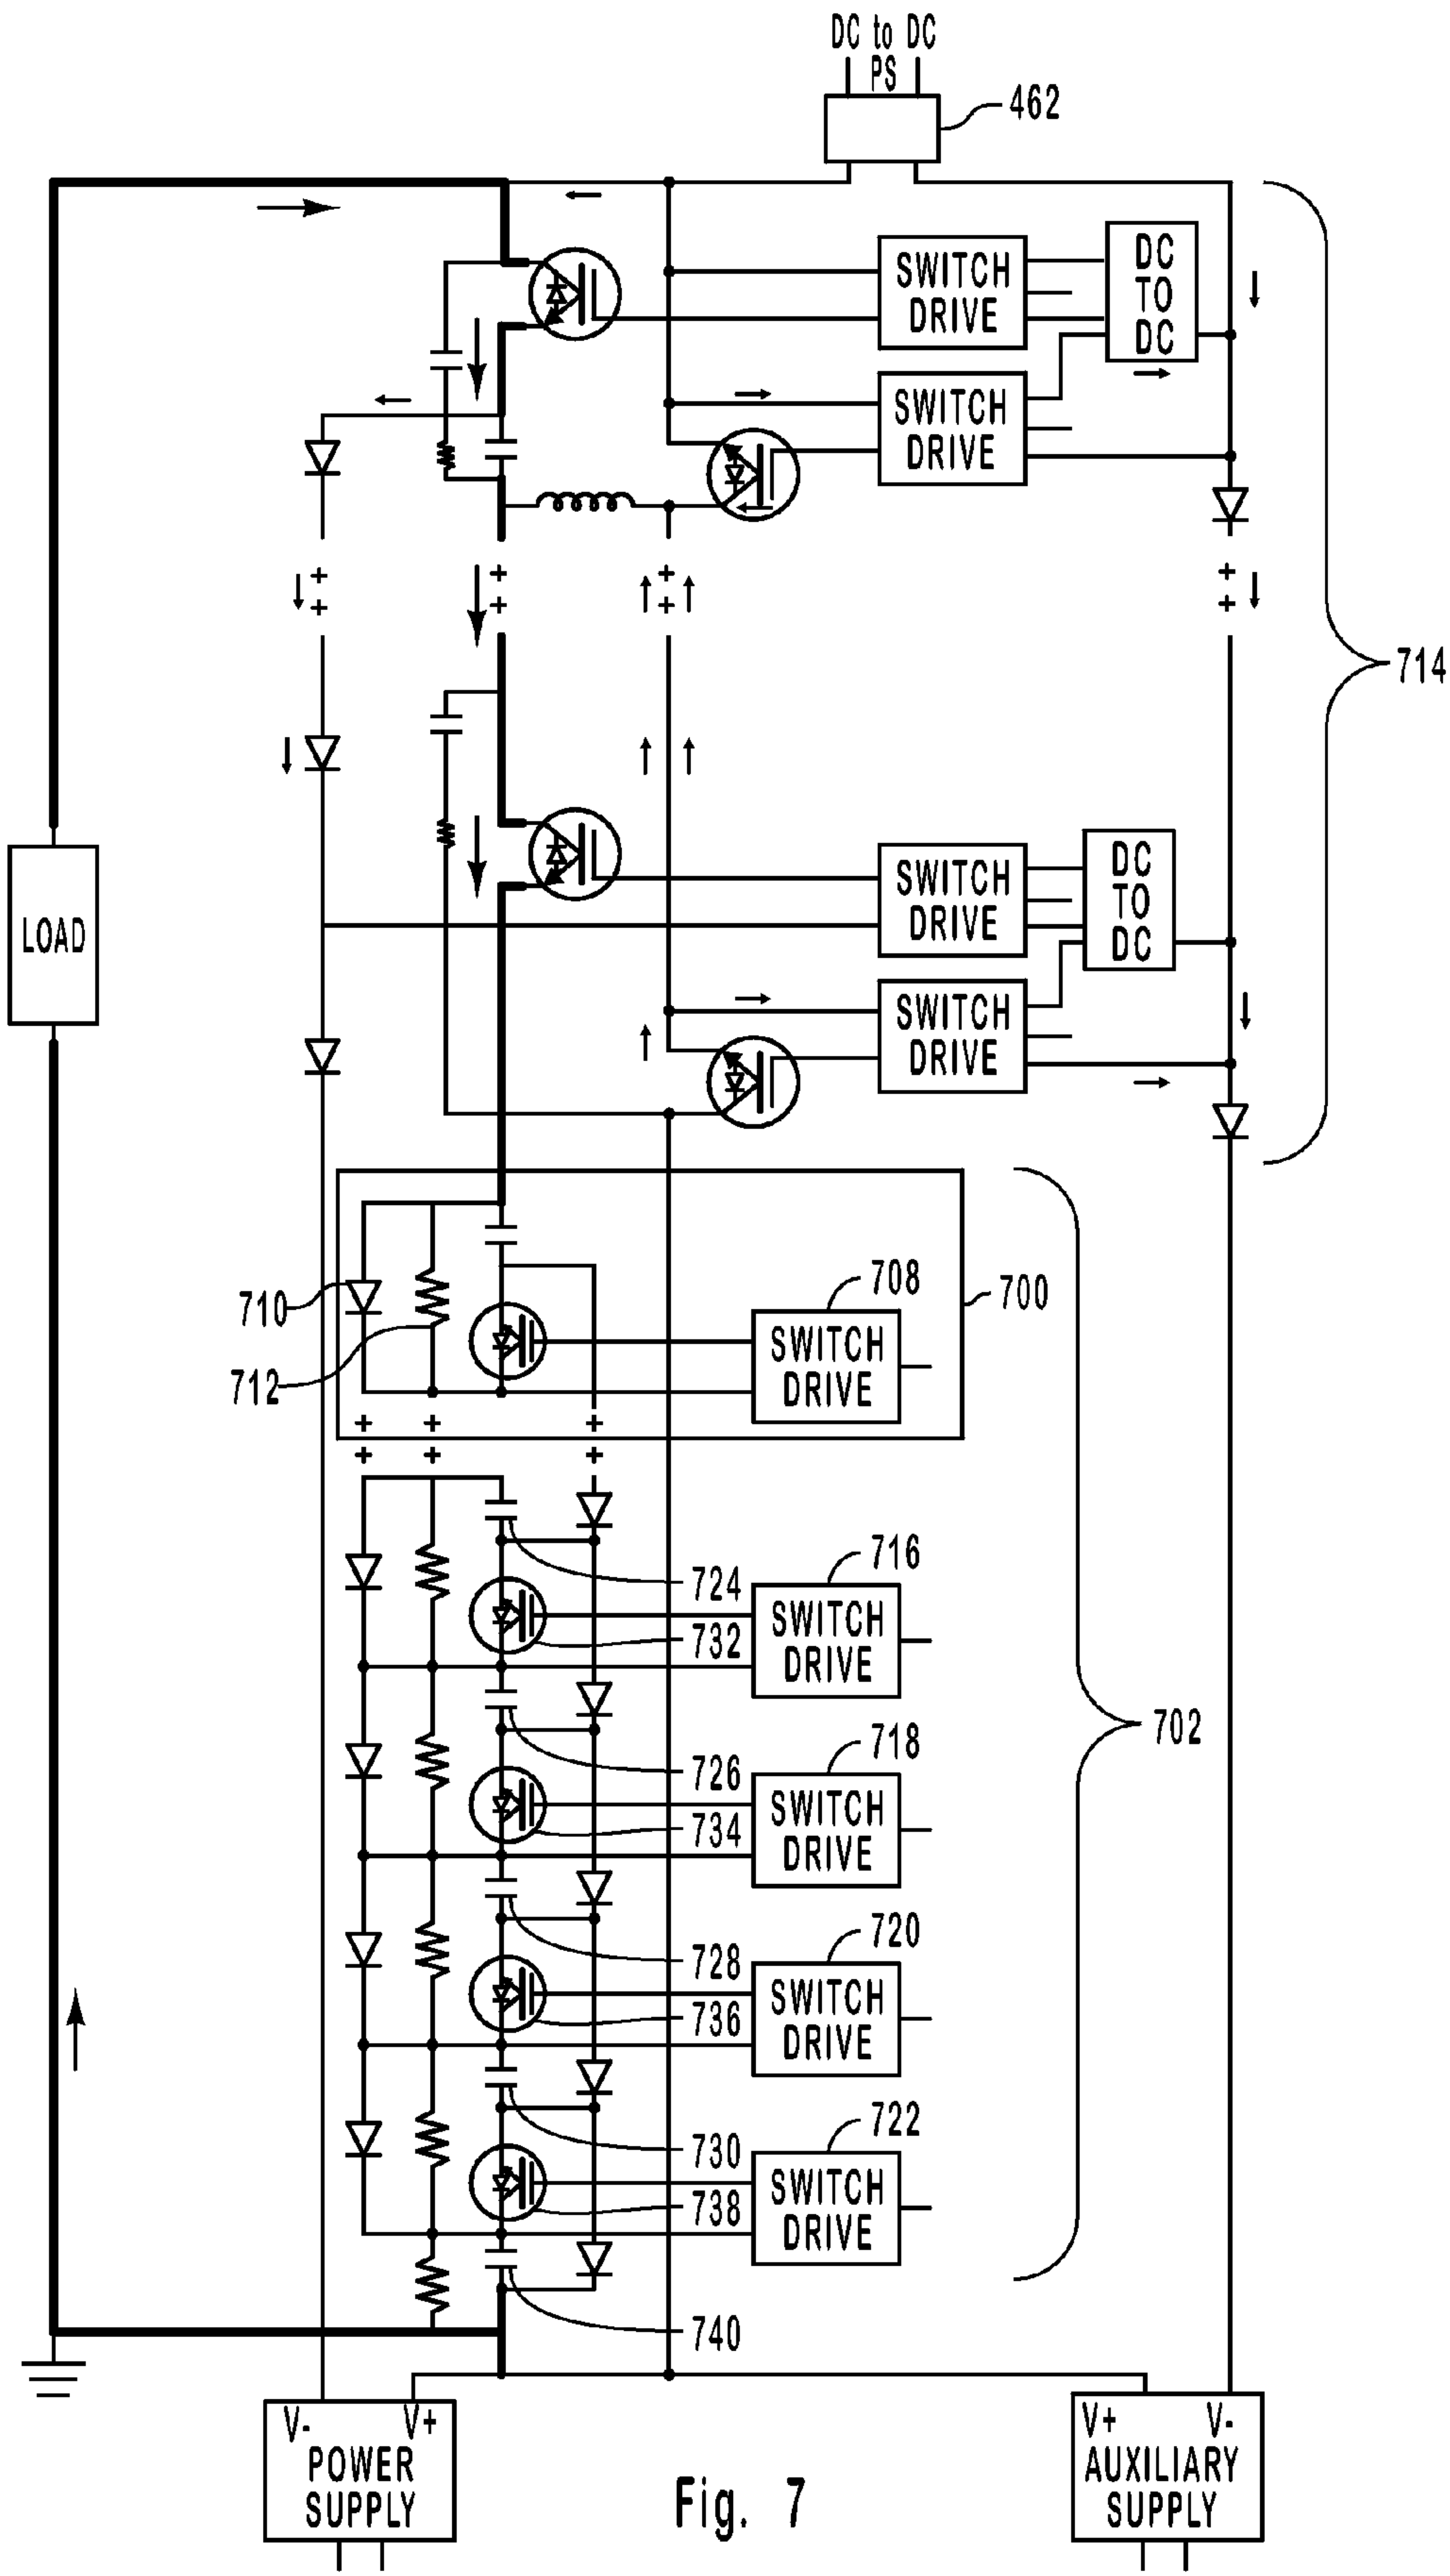 DC to DC
PS
462
SWITCH
DRIVE
DC
TO
DC
SWITCH
DRIVE
+ +
+ +
+ +
+ +
714
LOAD
SWITCH
DRIVE
DC
TO
DC
SWITCH
DRIVE
710
712
708
SWITCH
DRIVE
700
+ +
+ +
+ +
724
732
716
SWITCH
DRIVE
702
726
734
718
SWITCH
DRIVE
728
736
720
SWITCH
DRIVE
730
738
722
SWITCH
DRIVE
740
V- V+
POWER
SUPPLY
Fig. 7
V+ V-
AUXILIARY
SUPPLY